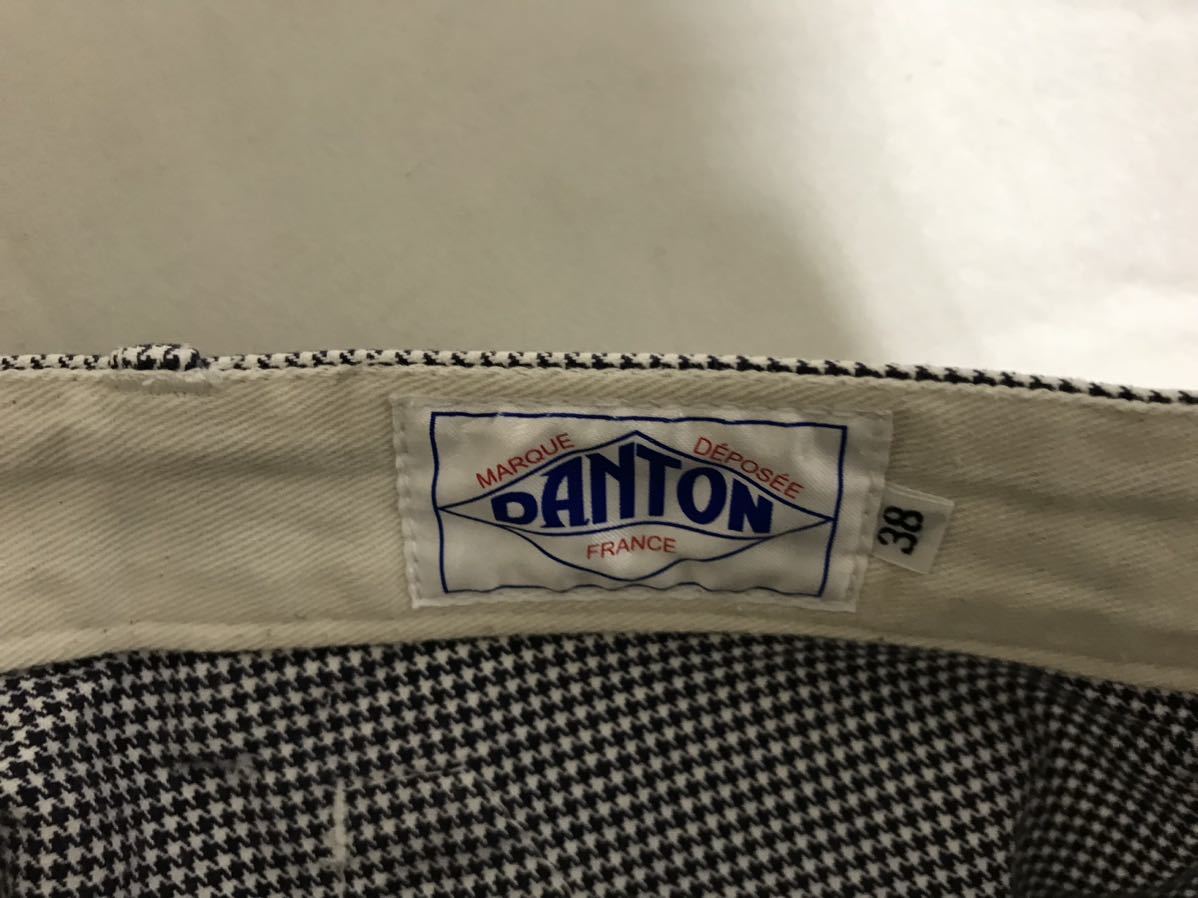 MARQUE DÉPOSÉE
DANTON
FRANCE
38